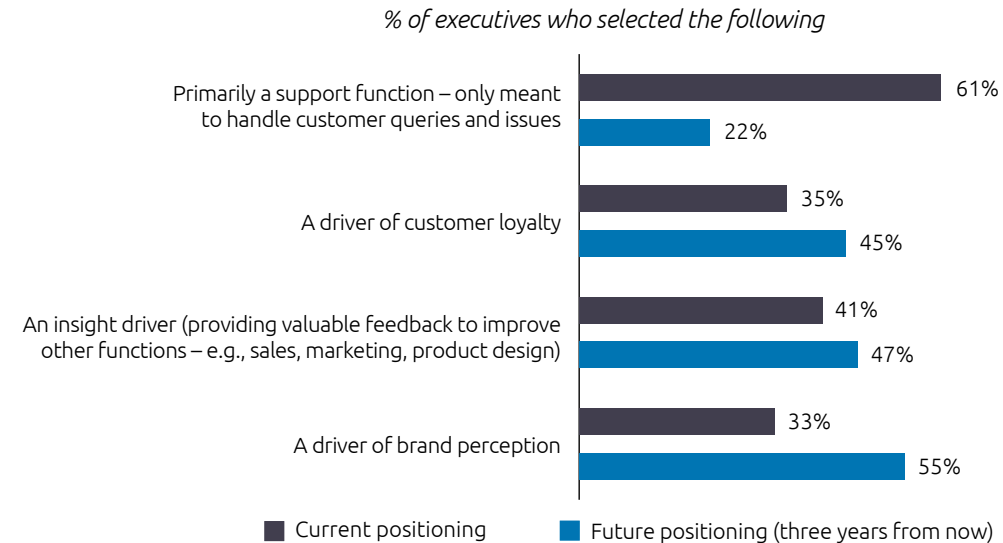 % of executives who selected the following
Primarily a support function – only meant
to handle customer queries and issues
61%
22%
A driver of customer loyalty
35%
45%
An insight driver (providing valuable feedback to improve
other functions – e.g., sales, marketing, product design)
41%
47%
A driver of brand perception
33%
55%
Current positioning
Future positioning (three years from now)